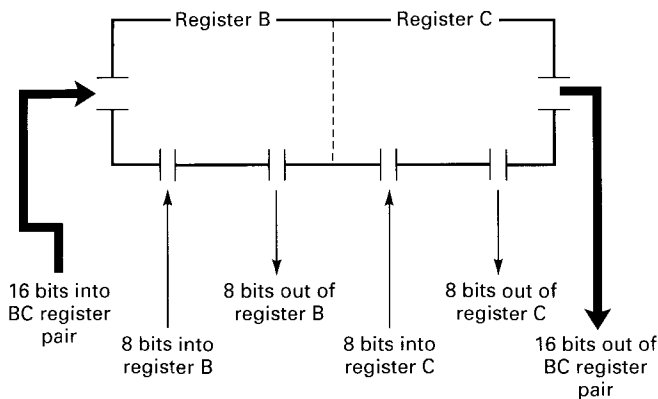 Register B
Register C
16 bits into
BC register
pair
8 bits into
register B
8 bits out of
register B
8 bits into
register C
8 bits out of
register C
16 bits out of
BC register
pair